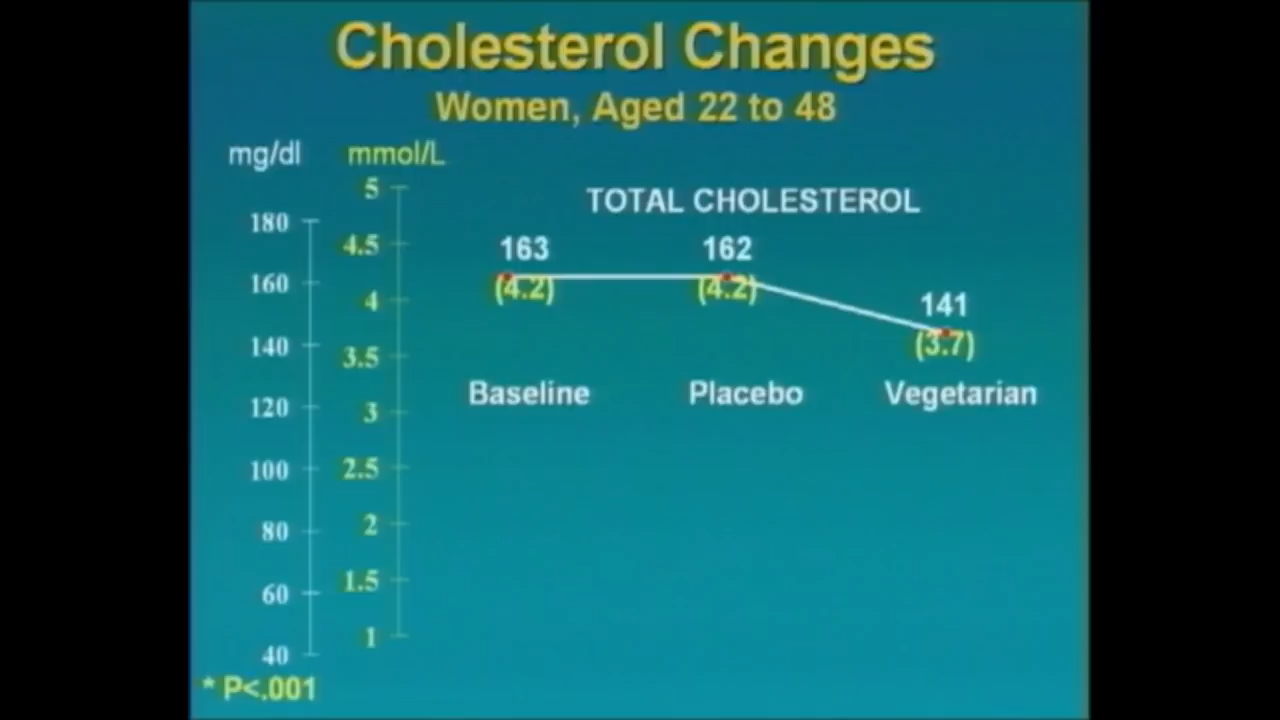 Cholesterol Changes
Women, Aged 22 to 48
mg/dl
mmol/L
5
4.5
4
3.5
3
2.5
2
1.5
1
180
160
140
120
100
80
60
40
TOTAL CHOLESTEROL
163
162
141
(4.2)
(4.2)
(3.7)
Baseline
Placebo
Vegetarian
* P<.001